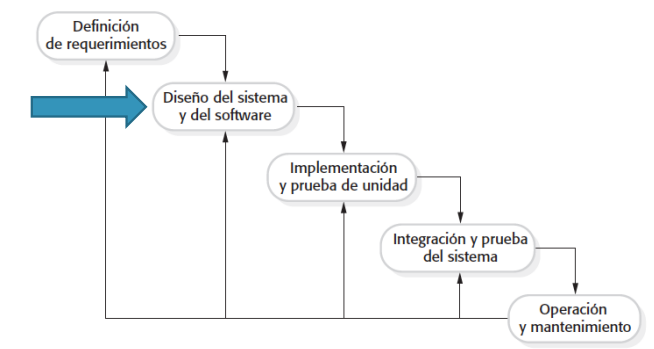 Definición
de requerimientos
Diseño del sistema
y del software
Implementación
y prueba de unidad
Integración y prueba
del sistema
Operación
y mantenimiento